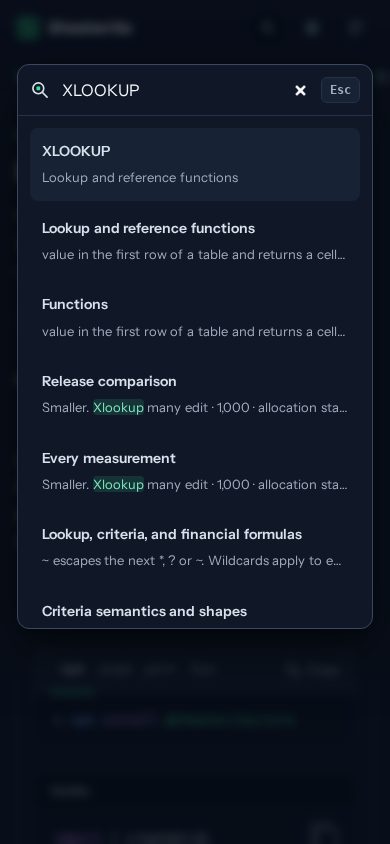 XLOOKUP
Esc
XLOOKUP
Lookup and reference functions
Lookup and reference functions
value in the first row of a table and returns a cell...
Functions
value in the first row of a table and returns a cell...
Release comparison
Smaller. Xlookup many edit · 1,000 · allocation sta...
Every measurement
Smaller. Xlookup many edit · 1,000 · allocation sta...
Lookup, criteria, and financial formulas
~ escapes the next *, ? or ~. Wildcards apply to e...
Criteria semantics and shapes